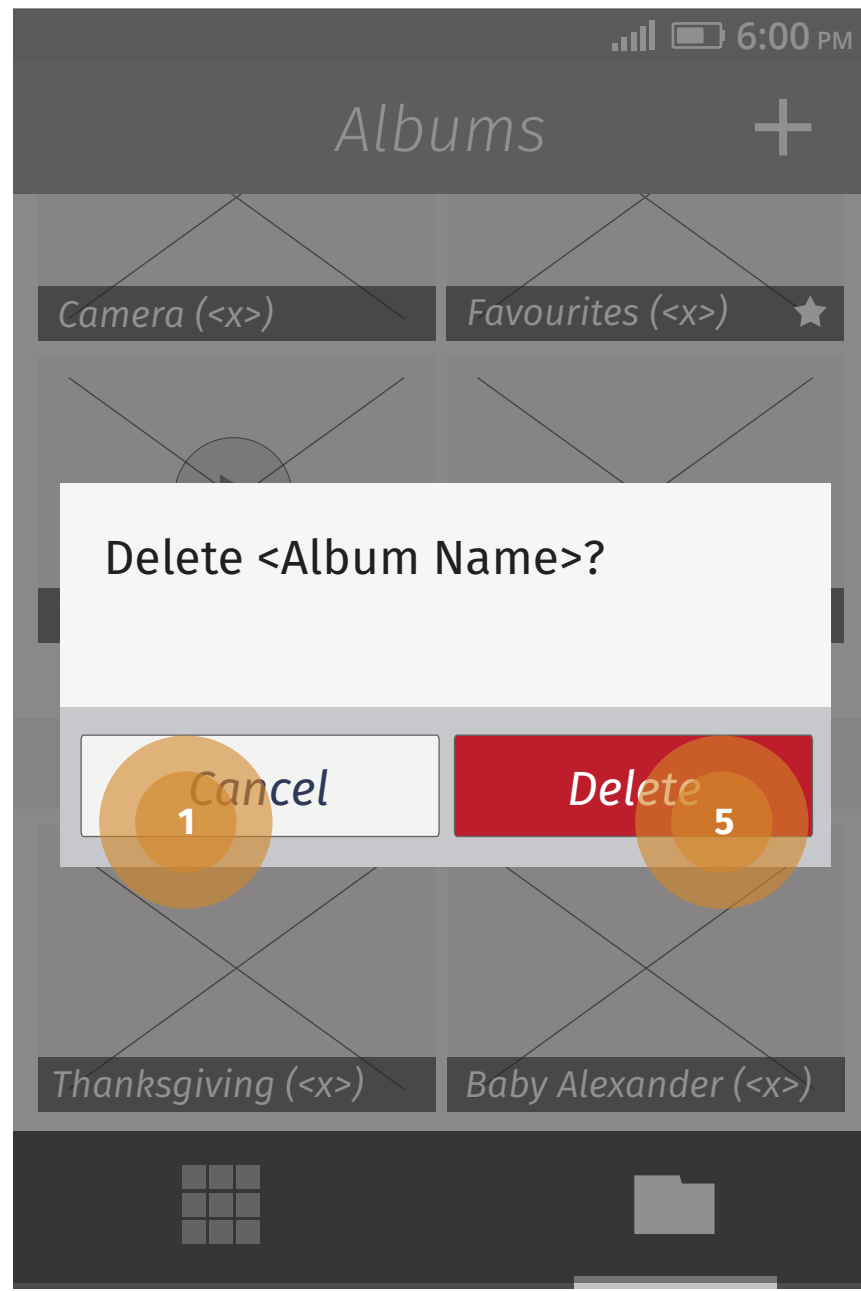 6:00 PM
Albums
Camera (<x>)
Favourites (<x>)
Delete <Album Name>?
Cancel
Delete
1
5
Thanksgiving (<x>)
Baby Alexander (<x>)